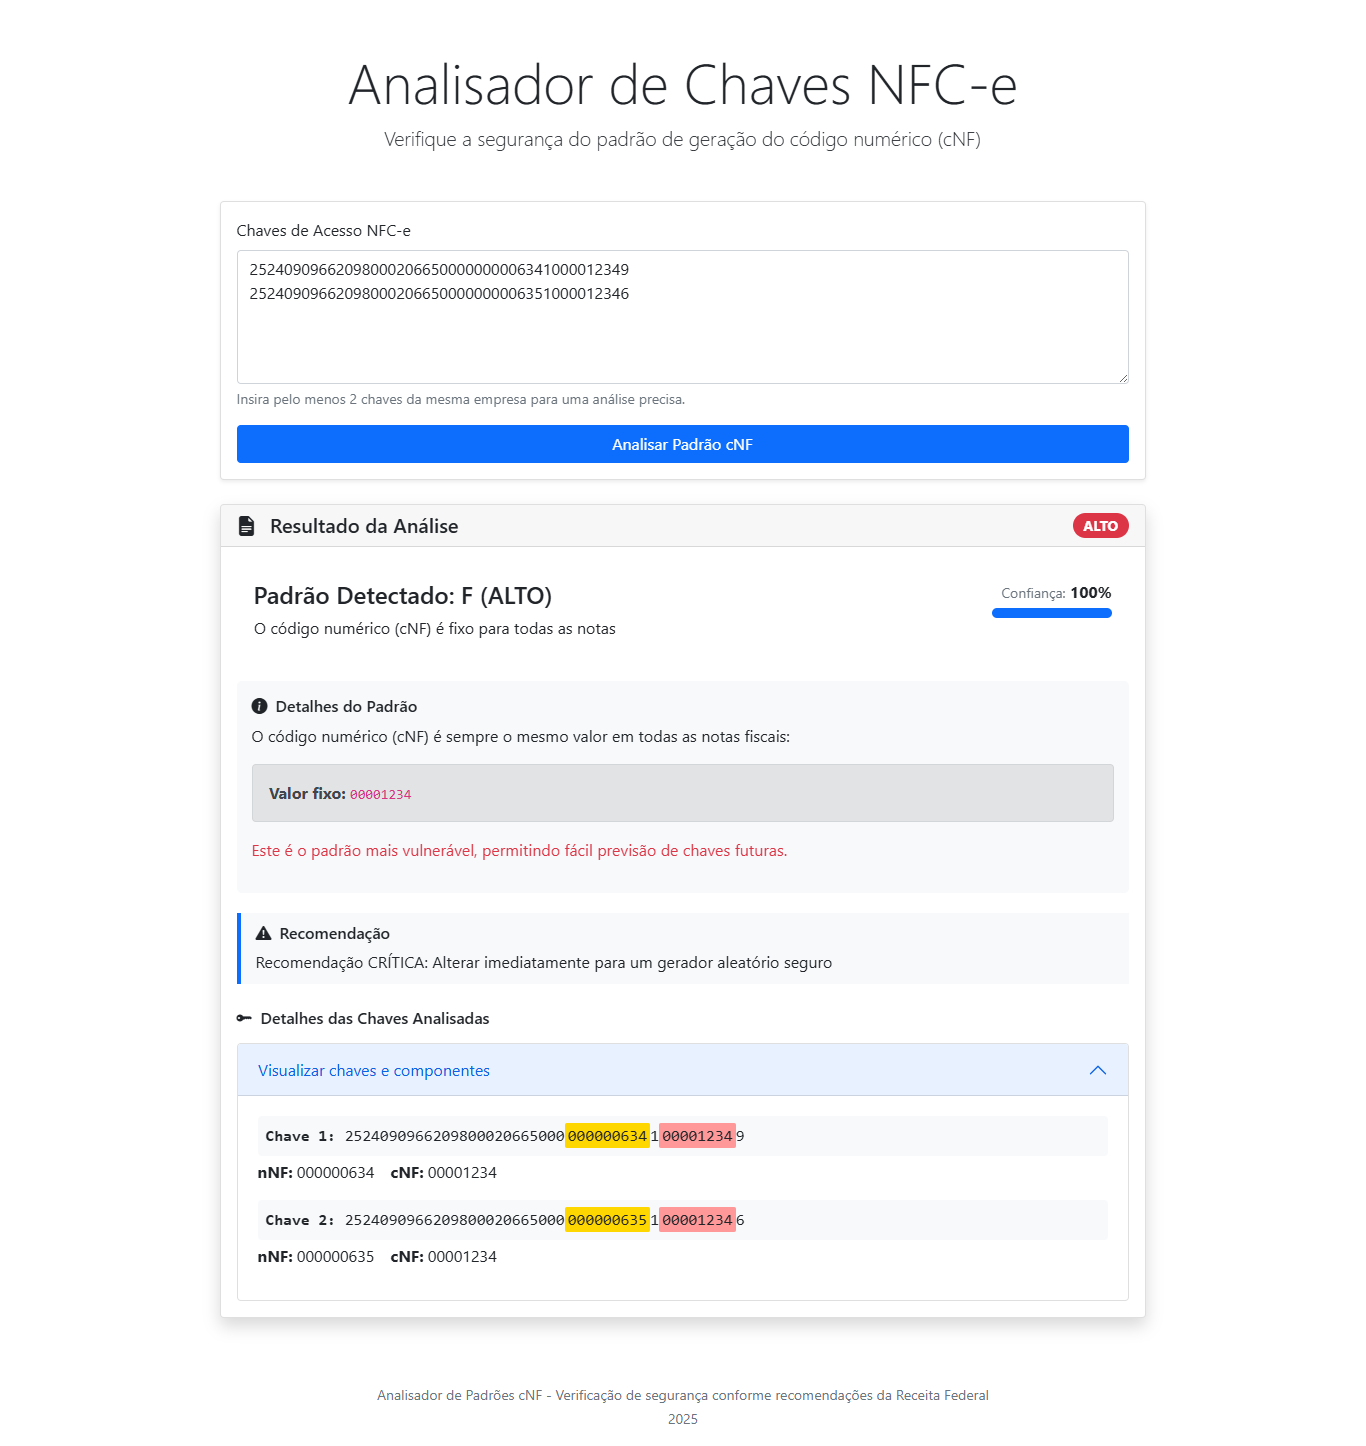 Analisador de Chaves NFC-e
Verifique a segurança do padrão de geração do código numérico (cNF)
Chaves de Acesso NFC-e
25240909662098000206650000000006341000012349
25240909662098000206650000000006351000012346
Insira pelo menos 2 chaves da mesma empresa para uma análise precisa.
Analisar Padrão cNF
Resultado da Análise
ALTO
Padrão Detectado: F (ALTO)
Confiança: 100%
O código numérico (cNF) é fixo para todas as notas
Detalhes do Padrão
O código numérico (cNF) é sempre o mesmo valor em todas as notas fiscais:
Valor fixo: 00001234
Este é o padrão mais vulnerável, permitindo fácil previsão de chaves futuras.
Recomendação
Recomendação CRÍTICA: Alterar imediatamente para um gerador aleatório seguro
Detalhes das Chaves Analisadas
Visualizar chaves e componentes
Chave 1: 25240909662098000206650000000006341000012349
nNF: 000000634 cNF: 00001234
Chave 2: 25240909662098000206650000000006351000012346
nNF: 000000635 cNF: 00001234
Analisador de Padrões cNF - Verificação de segurança conforme recomendações da Receita Federal
2025